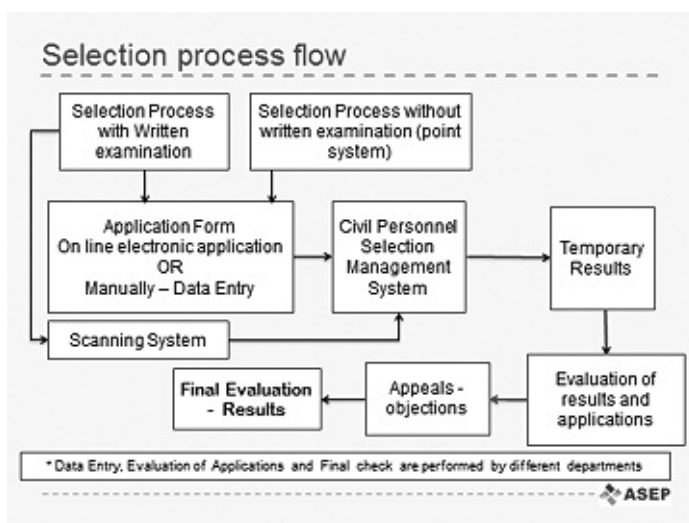 Selection process flow
Selection Process
with Written
examination
Selection Process without
written examination (point
system)
Application Form
On line electronic application
OR
Manually – Data Entry
Civil Personnel
Selection
Management
System
Temporary
Results
Scanning System
Final Evaluation
- Results
Appeals -
objections
Evaluation of
results and
applications
* Data Entry, Evaluation of Applications and Final check are performed by different departments
ASEP